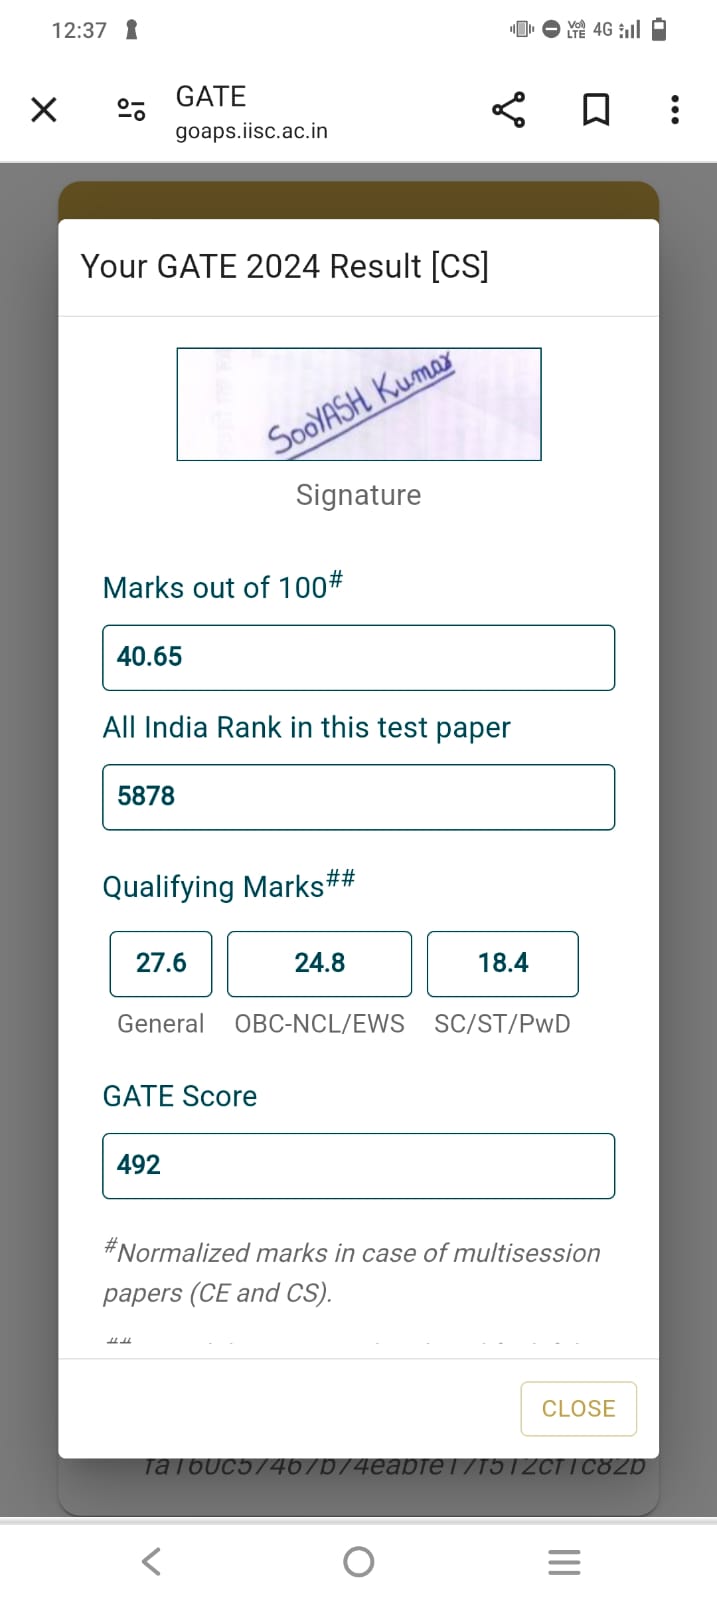 12:37 Vo) LTE 4G
GATE
goaps.iisc.ac.in
Your GATE 2024 Result [CS]
SooYASH Kumar
Signature
Marks out of 100#
40.65
All India Rank in this test paper
5878
Qualifying Marks##
27.6 24.8 18.4
General OBC-NCL/EWS SC/ST/PwD
GATE Score
492
#Normalized marks in case of multisession
papers (CE and CS).
##
CLOSE